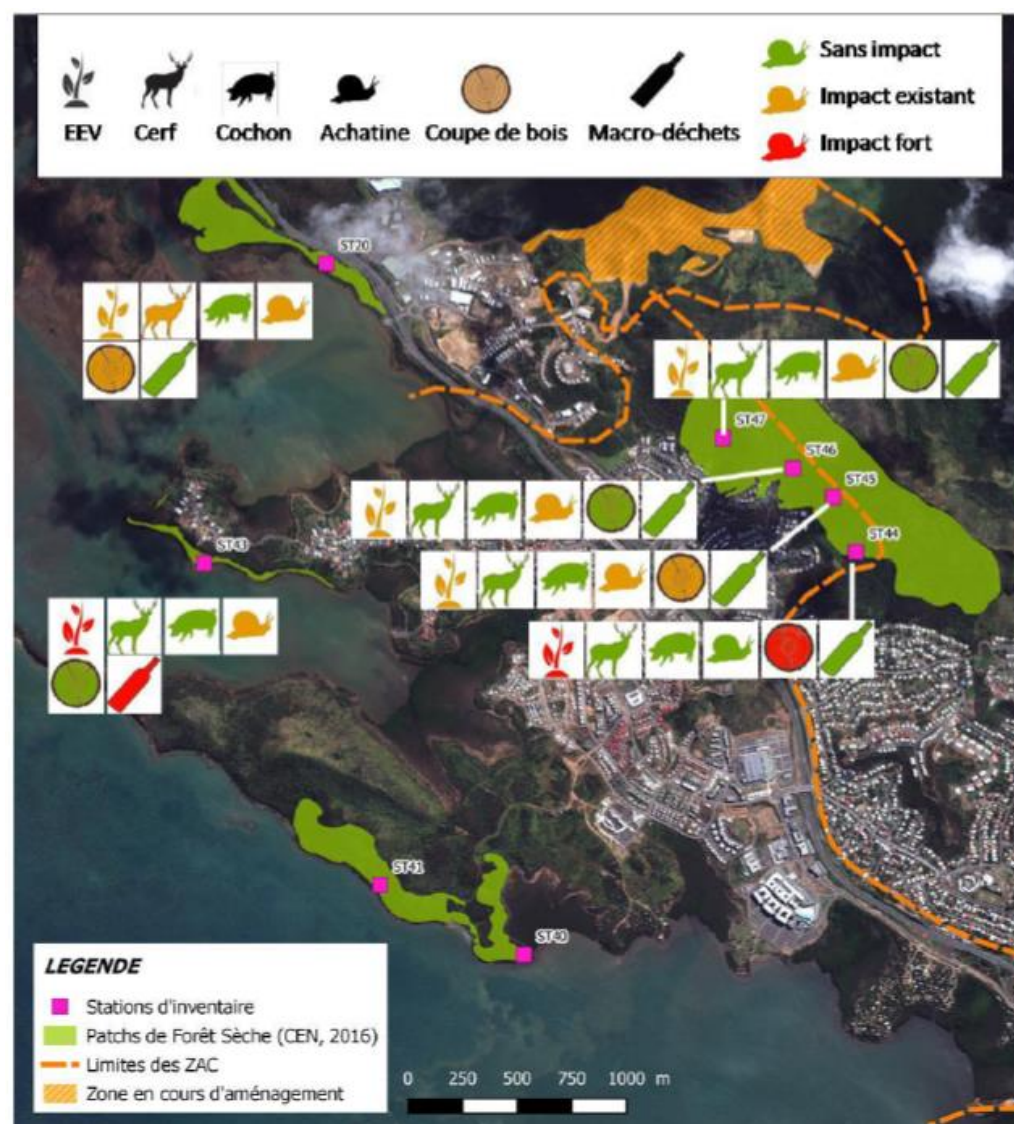 EEV Cerf Cochon Achatine Coupe de bois Macro-déchets
Sans impact
Impact existant
Impact fort
ST20
ST47
ST46
ST45
ST44
ST43
ST41
ST40
LEGENDE
Stations d'inventaire
Patchs de Forêt Sèche (CEN, 2016)
Limites des ZAC
Zone en cours d'aménagement
0 250 500 750 1000 m